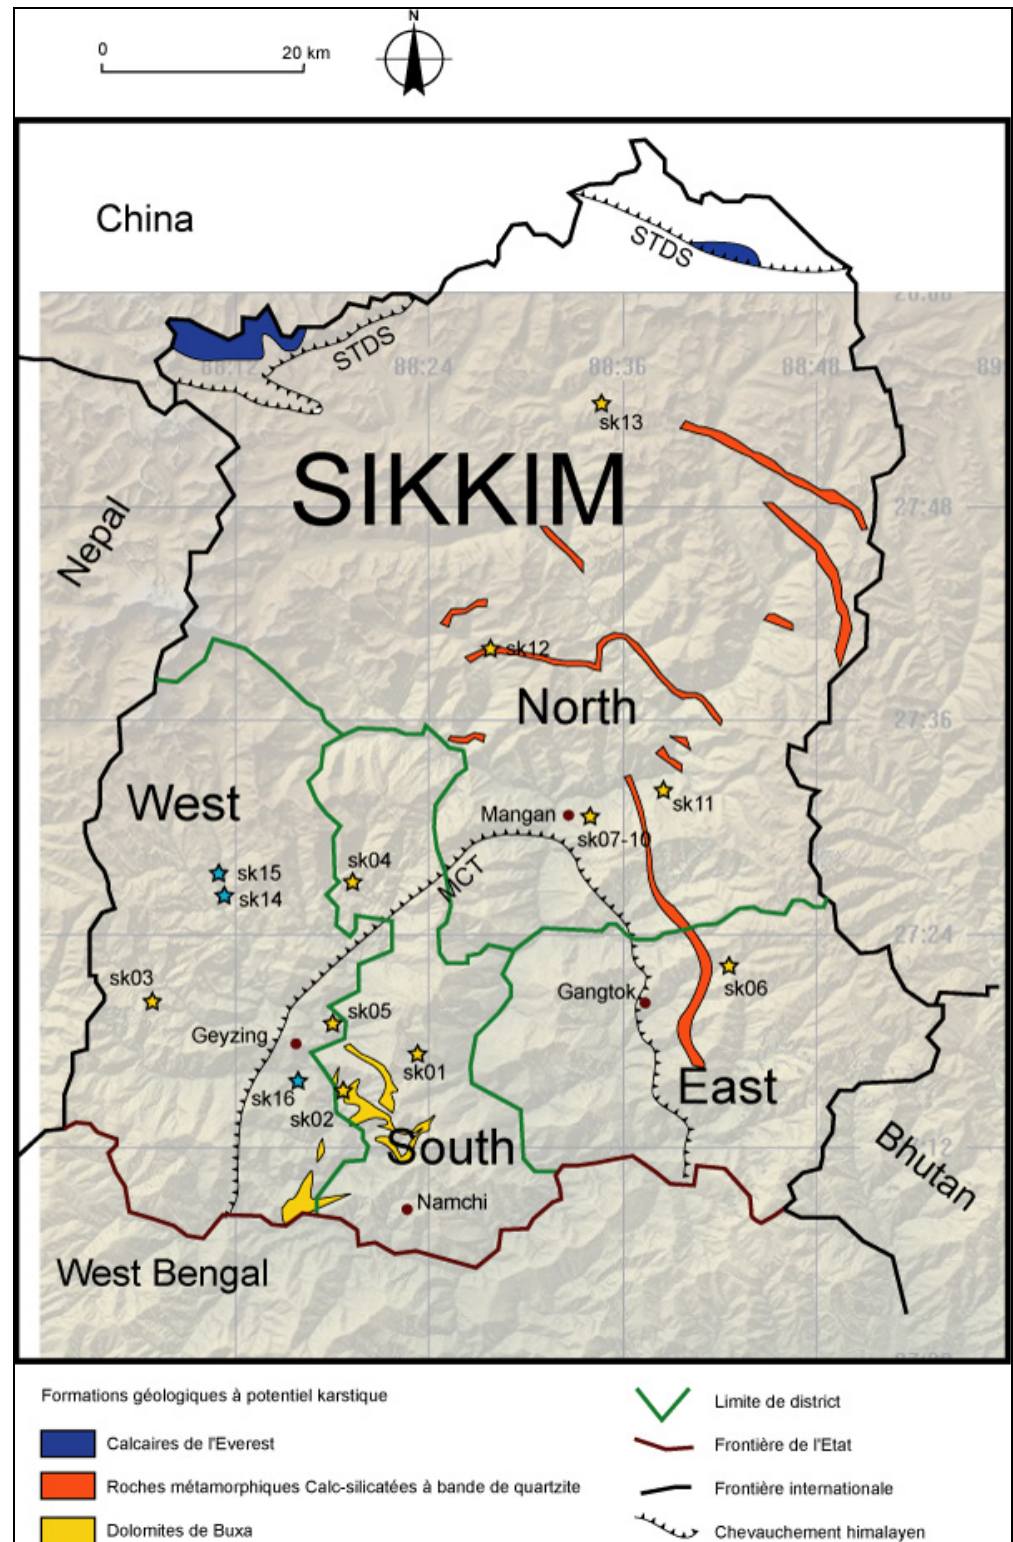 N
0 20 km
China
STDS
28:00
STDS
88:12 88:24 88:36 88:48 89
sk13
SIKKIM
27:48
Nepal
sk12
North
27:36
West
sk11
Mangan
sk07-10
sk04
MCT
sk15
sk14
27:24
sk03
Gangtok
sk06
sk05
Geyzing
sk01
East
sk16
sk02
South
Bhutan
Namchi
West Bengal
Formations géologiques à potentiel karstique
Limite de district
Calcaires de l'Everest
Frontière de l'Etat
Roches métamorphiques Calc-silicatées à bande de quartzite
Frontière internationale
Dolomites de Buxa
Chevauchement himalayen